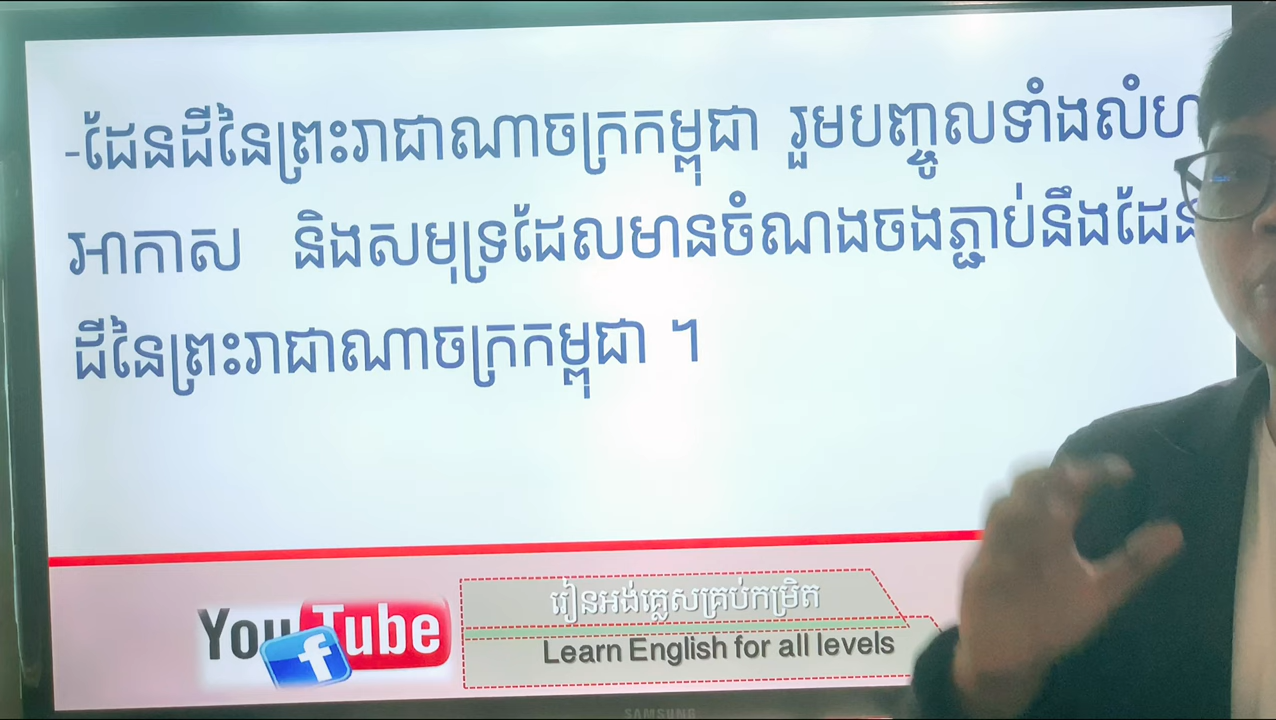 -ដែនដីនៃព្រះរាជាណាចក្រកម្ពុជា រួមបញ្ចូលទាំងលំហ
អាកាស និងសមុទ្រដែលមានចំណងចងភ្ជាប់នឹងដែន
ដីនៃព្រះរាជាណាចក្រកម្ពុជា ។
YouTube
f
រៀនអង់គ្លេសគ្រប់កម្រិត
Learn English for all levels
SAMSUNG